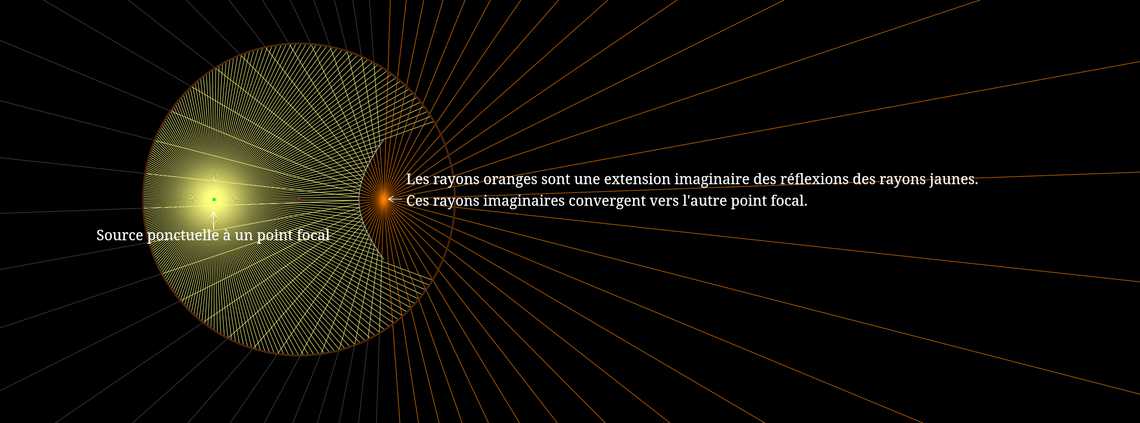 Les rayons oranges sont une extension imaginaire des réflexions des rayons jaunes.
Ces rayons imaginaires convergent vers l'autre point focal.
Source ponctuelle à un point focal